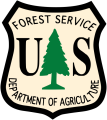 FOREST SERVICE
U S
DEPARTMENT OF AGRICULTURE